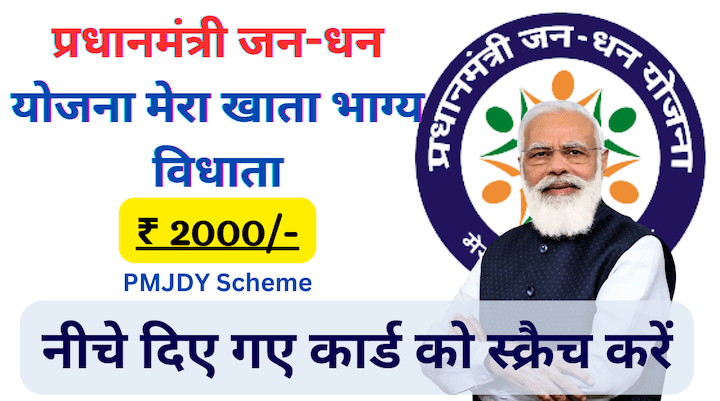 प्रधानमंत्री जन-धन
योजना मेरा खाता भाग्य
विधाता
₹ 2000/-
PMJDY Scheme
प्रधानमंत्री जन-धन योजना
नीचे दिए गए कार्ड को स्क्रैच करें